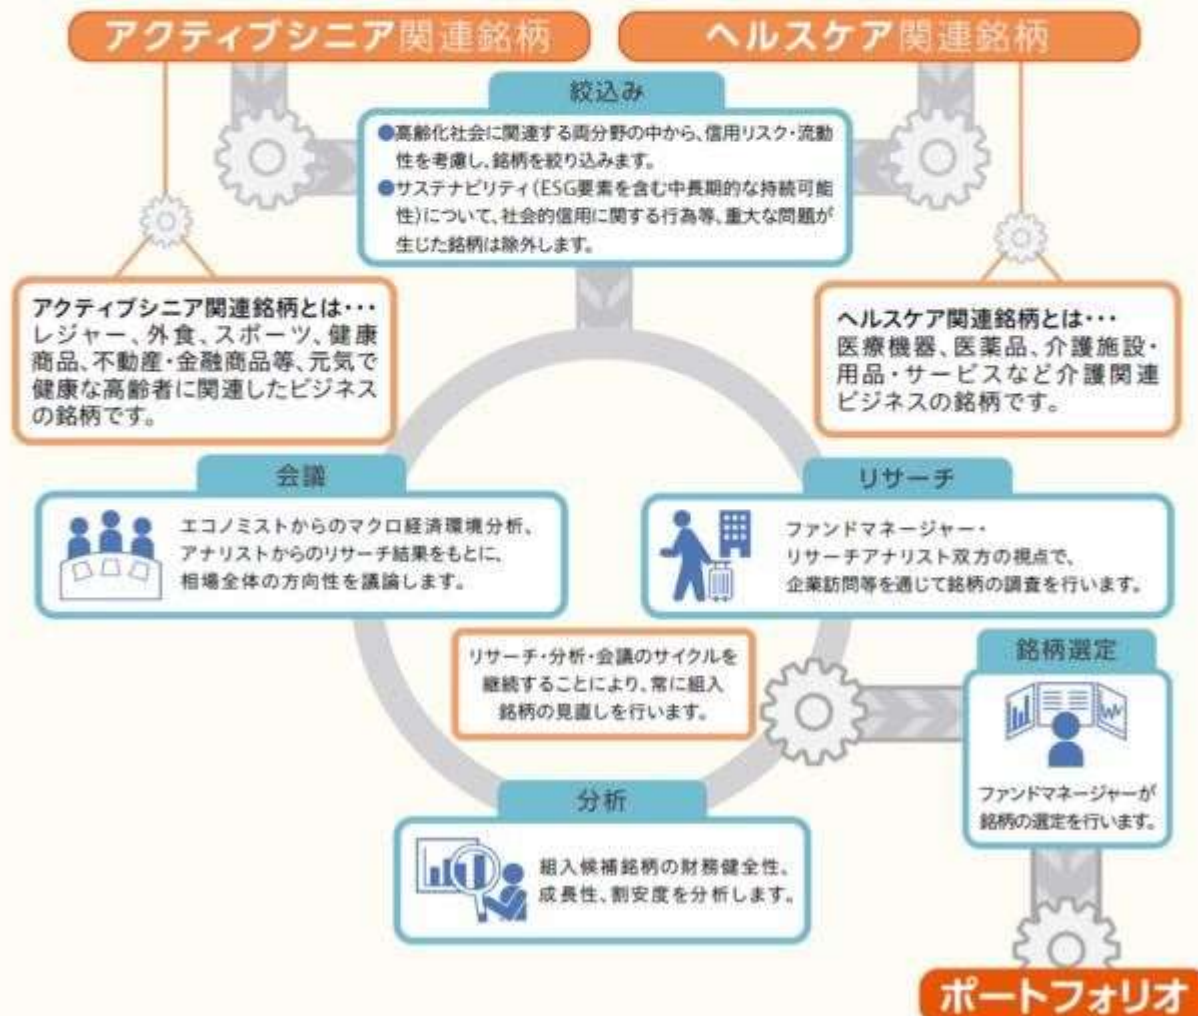 アクティブシニア関連銘柄
ヘルスケア関連銘柄
絞込み
●高齢化社会に関連する両分野の中から、信用リスク・流動
性を考慮し、銘柄を絞り込みます。
●サステナビリティ(ESG要素を含む中長期的な持続可能
性)について、社会的信用に関する行為等、重大な問題が
生じた銘柄は除外します。
アクティブシニア関連銘柄とは・・・
レジャー、外食、スポーツ、健康
商品、不動産・金融商品等、元気で
健康な高齢者に関連したビジネス
の銘柄です。
ヘルスケア関連銘柄とは・・・
医療機器、医薬品、介護施設・
用品・サービスなど介護関連
ビジネスの銘柄です。
会議
エコノミストからのマクロ経済環境分析、
アナリストからのリサーチ結果をもとに、
相場全体の方向性を議論します。
リサーチ
ファンドマネージャー・
リサーチアナリスト双方の視点で、
企業訪問等を通じて銘柄の調査を行います。
リサーチ・分析・会議のサイクルを
継続することにより、常に組入
銘柄の見直しを行います。
銘柄選定
ファンドマネージャーが
銘柄の選定を行います。
分析
組入候補銘柄の財務健全性、
成長性、割安度を分析します。
ポートフォリオ